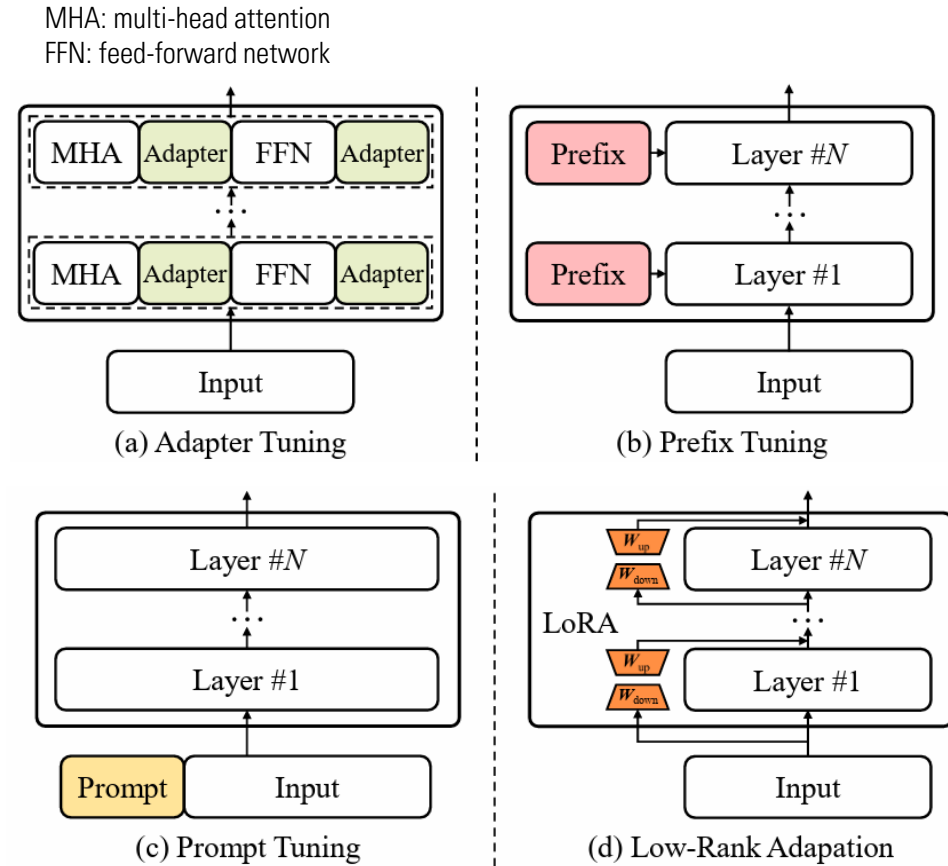 MHA: multi-head attention
FFN: feed-forward network
MHA Adapter FFN Adapter
...
MHA Adapter FFN Adapter
Input
(a) Adapter Tuning
Prefix Layer #N
...
Prefix Layer #1
Input
(b) Prefix Tuning
Layer #N
...
Layer #1
Prompt Input
(c) Prompt Tuning
W_up
Layer #N
W_down
...
LoRA
W_up
Layer #1
W_down
Input
(d) Low-Rank Adapation